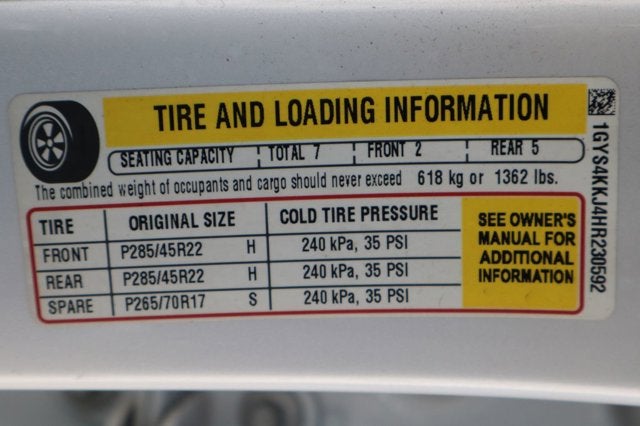 TIRE AND LOADING INFORMATION
SEATING CAPACITY TOTAL 7 FRONT 2 REAR 5
The combined weight of occupants and cargo should never exceed 618 kg or 1362 lbs.
TIRE ORIGINAL SIZE COLD TIRE PRESSURE
FRONT P285/45R22 H 240 kPa, 35 PSI
REAR P285/45R22 H 240 kPa, 35 PSI
SPARE P265/70R17 S 240 kPa, 35 PSI
SEE OWNER'S
MANUAL FOR
ADDITIONAL
INFORMATION
1GYS4KKJ4HR230592